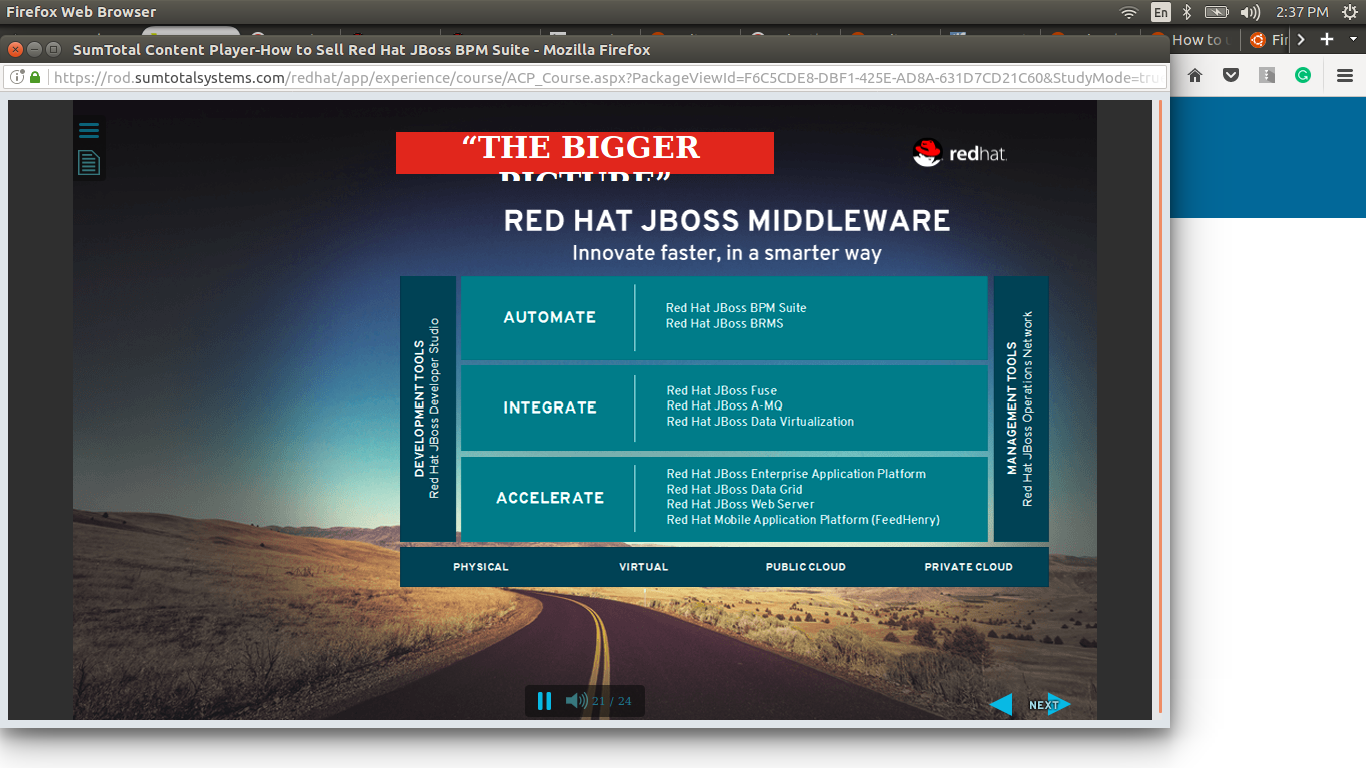 Firefox Web Browser
En
2:37 PM
SumTotal Content Player-How to Sell Red Hat JBoss BPM Suite - Mozilla Firefox
How to
https://rod.sumtotalsystems.com/redhat/app/experience/course/ACP_Course.aspx?PackageViewId=F6C5CDE8-DBF1-425E-AD8A-631D7CD21C60&StudyMode=tru
“THE BIGGER
PICTURE”
redhat.
RED HAT JBOSS MIDDLEWARE
Innovate faster, in a smarter way
DEVELOPMENT TOOLS
Red Hat JBoss Developer Studio
AUTOMATE
Red Hat JBoss BPM Suite
Red Hat JBoss BRMS
INTEGRATE
Red Hat JBoss Fuse
Red Hat JBoss A-MQ
Red Hat JBoss Data Virtualization
ACCELERATE
Red Hat JBoss Enterprise Application Platform
Red Hat JBoss Data Grid
Red Hat JBoss Web Server
Red Hat Mobile Application Platform (FeedHenry)
MANAGEMENT TOOLS
Red Hat JBoss Operations Network
PHYSICAL
VIRTUAL
PUBLIC CLOUD
PRIVATE CLOUD
21 / 24
NEXT